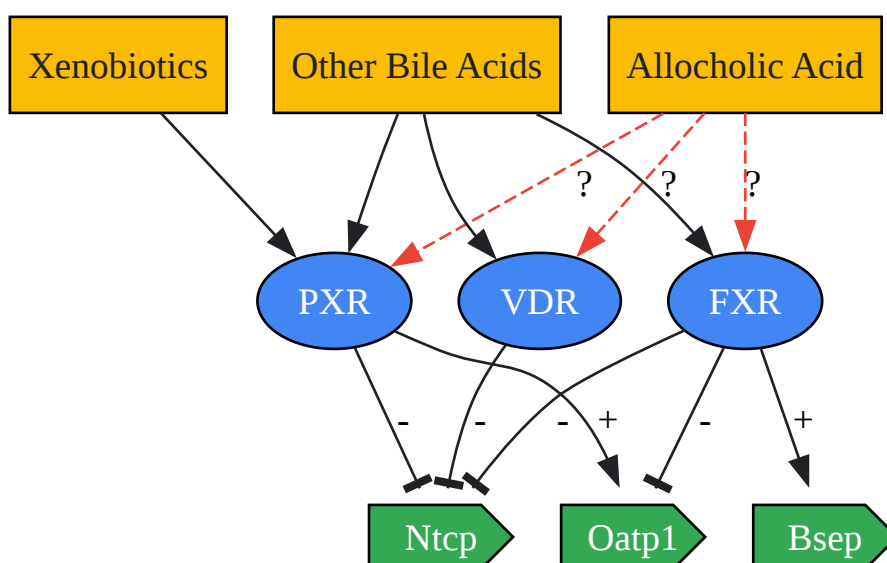 Xenobiotics
Other Bile Acids
Allocholic Acid
?
?
?
PXR
VDR
FXR
-
-
-
+
-
+
Ntcp
Oatp1
Bsep